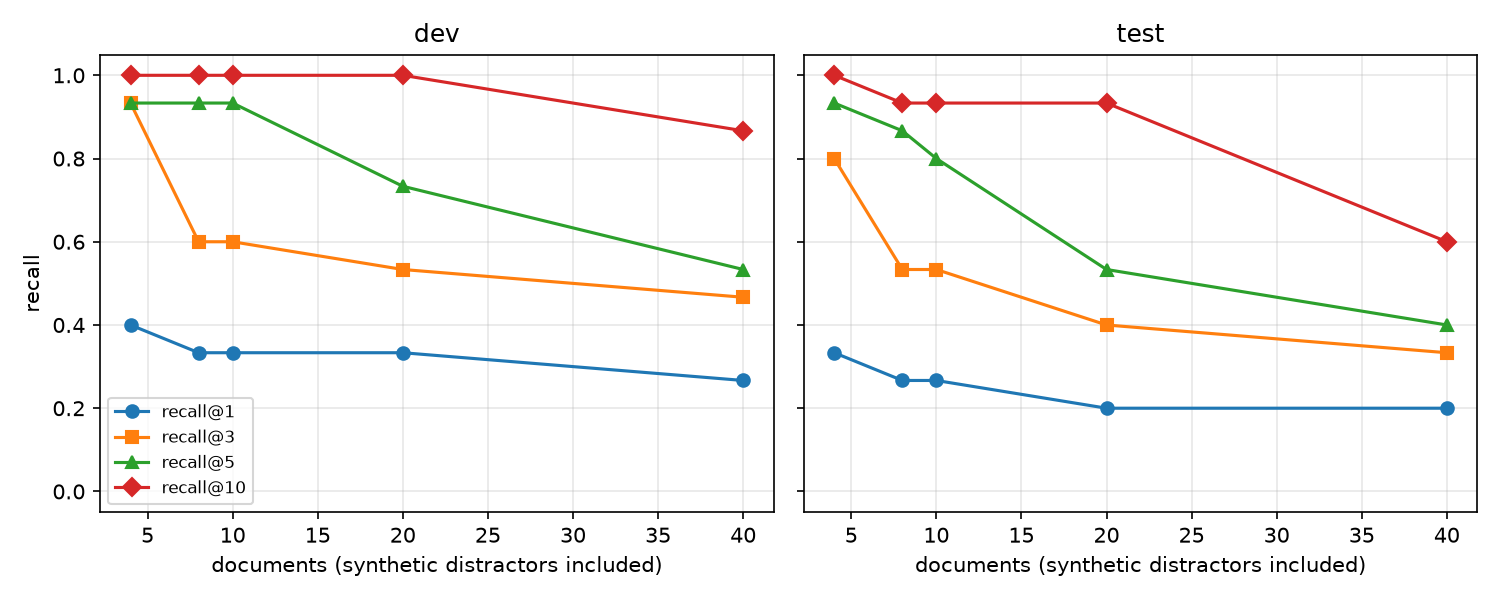 dev
test
recall
1.0
0.8
0.6
0.4
0.2
0.0
recall@1
recall@3
recall@5
recall@10
5 10 15 20 25 30 35 40
5 10 15 20 25 30 35 40
documents (synthetic distractors included)
documents (synthetic distractors included)